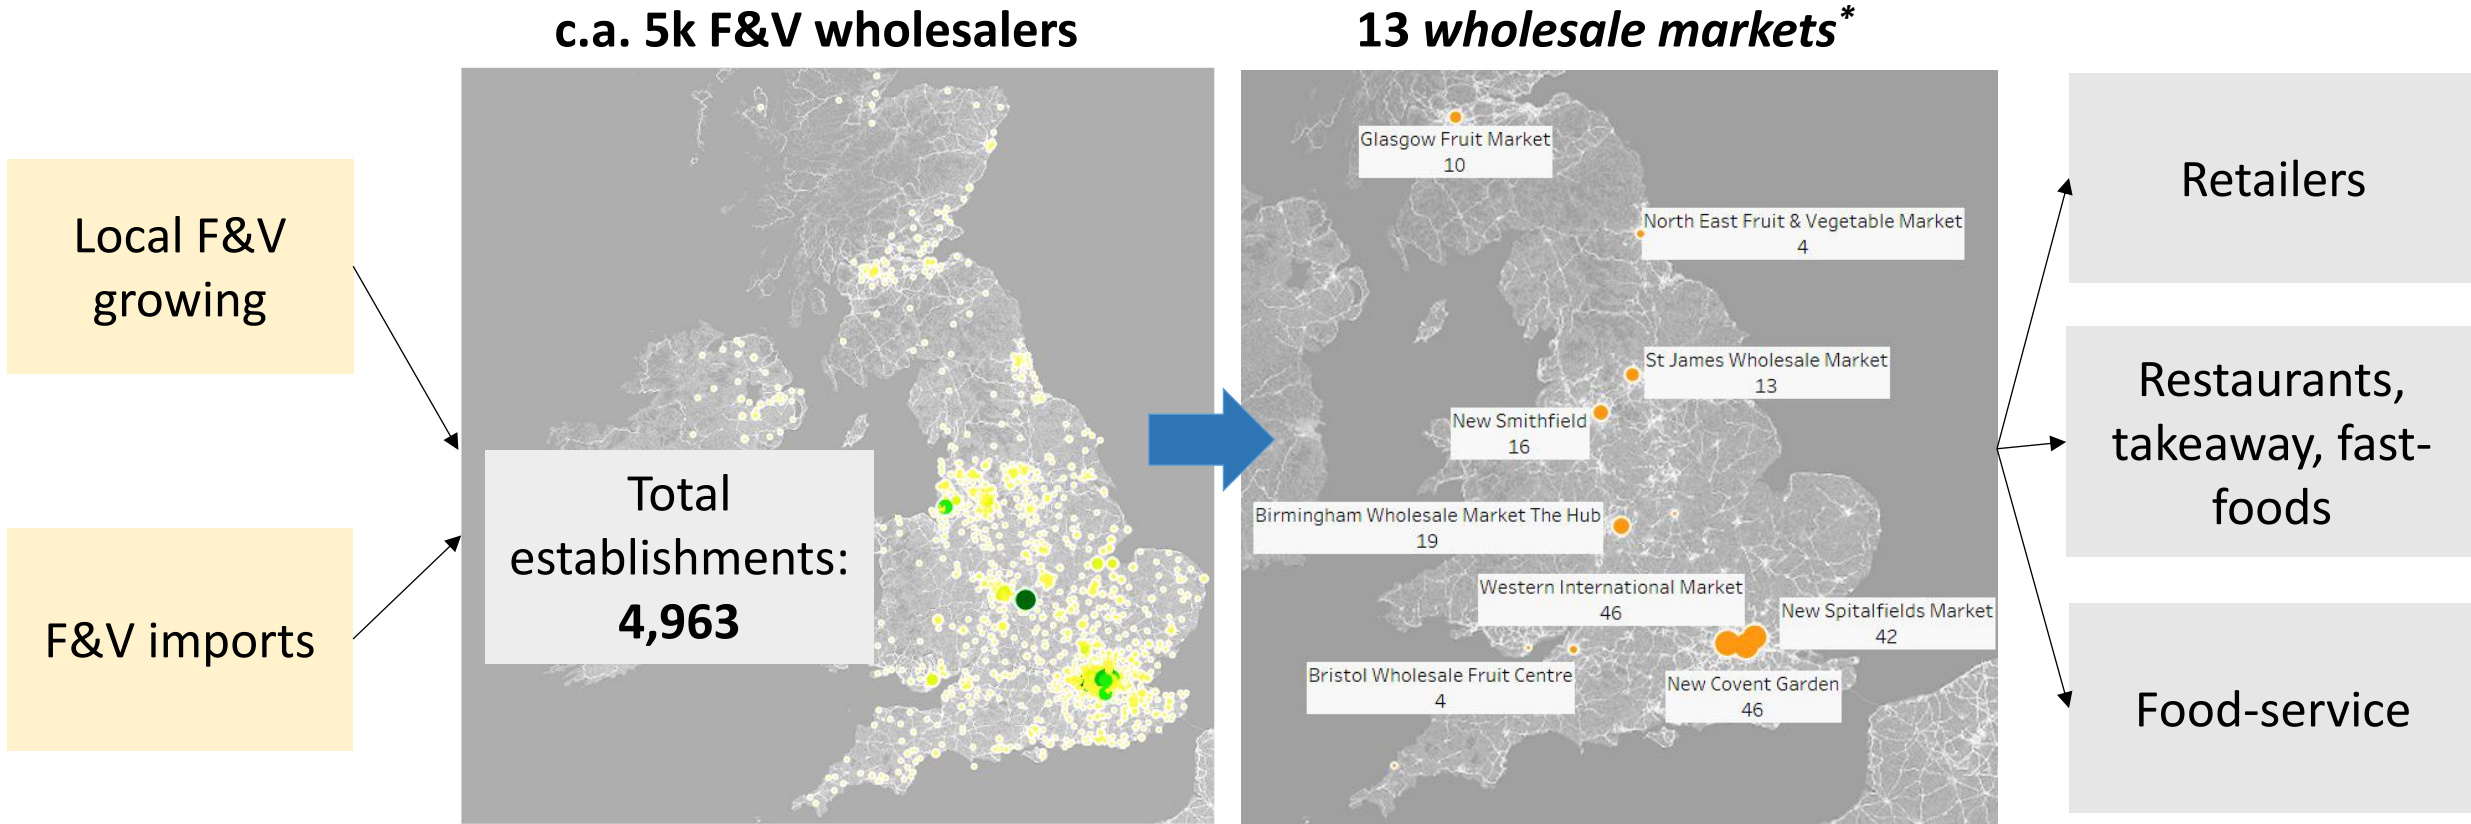 c.a. 5k F&V wholesalers
13 wholesale markets*
Local F&V
growing
F&V imports
Total
establishments:
4,963
Glasgow Fruit Market
10
North East Fruit & Vegetable Market
4
St James Wholesale Market
13
New Smithfield
16
Birmingham Wholesale Market The Hub
19
Western International Market
46
New Spitalfields Market
42
Bristol Wholesale Fruit Centre
4
New Covent Garden
46
Retailers
Restaurants,
takeaway, fast-
foods
Food-service